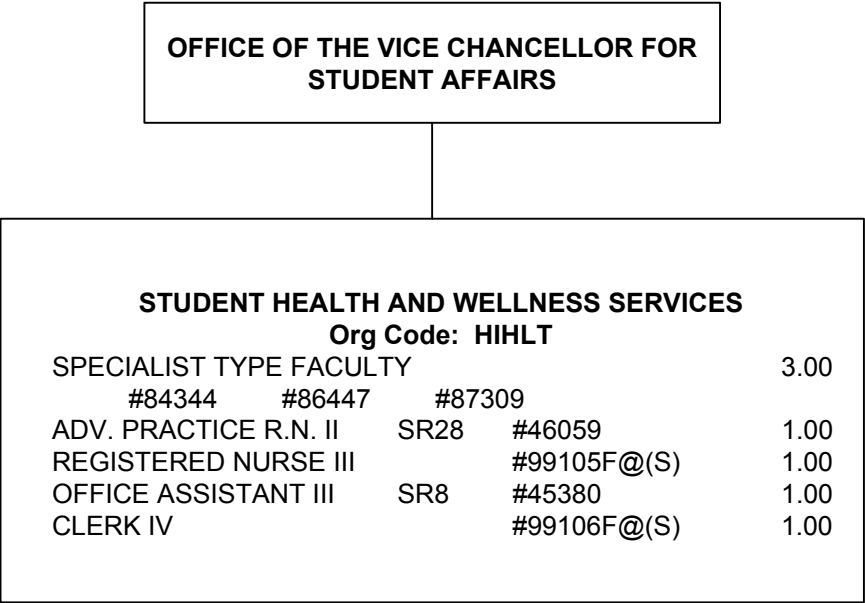 OFFICE OF THE VICE CHANCELLOR FOR
STUDENT AFFAIRS
STUDENT HEALTH AND WELLNESS SERVICES
Org Code: HIHLT
SPECIALIST TYPE FACULTY 3.00
#84344 #86447 #87309
ADV. PRACTICE R.N. II SR28 #46059 1.00
REGISTERED NURSE III #99105F@(S) 1.00
OFFICE ASSISTANT III SR8 #45380 1.00
CLERK IV #99106F@(S) 1.00